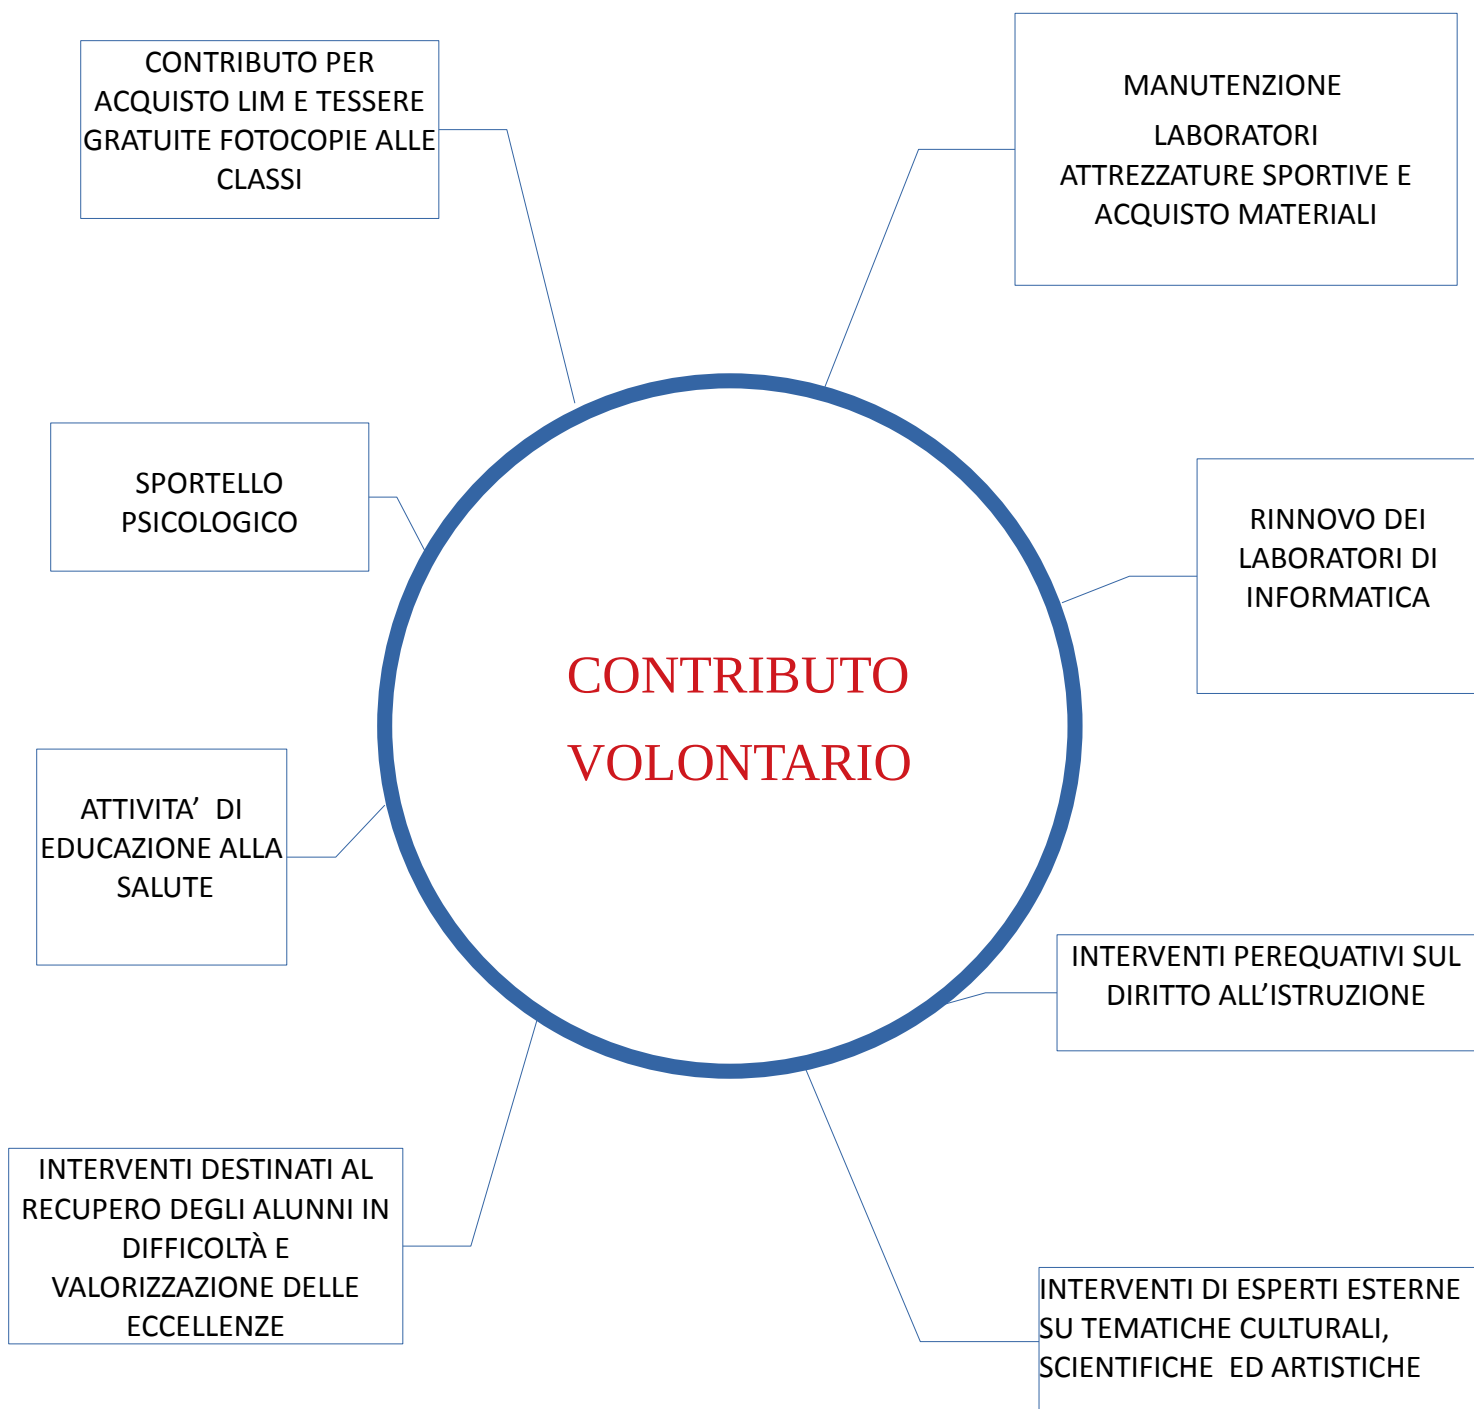 CONTRIBUTO PER
ACQUISTO LIM E TESSERE
GRATUITE FOTOCOPIE ALLE
CLASSI
MANUTENZIONE
LABORATORI
ATTREZZATURE SPORTIVE E
ACQUISTO MATERIALI
SPORTELLO
PSICOLOGICO
RINNOVO DEI
LABORATORI DI
INFORMATICA
CONTRIBUTO
VOLONTARIO
ATTIVITA’  DI
EDUCAZIONE ALLA
SALUTE
INTERVENTI PEREQUATIVI SUL
DIRITTO ALL’ISTRUZIONE
INTERVENTI DESTINATI AL
RECUPERO DEGLI ALUNNI IN
DIFFICOLTÀ E
VALORIZZAZIONE DELLE
ECCELLENZE
INTERVENTI DI ESPERTI ESTERNE
SU TEMATICHE CULTURALI,
SCIENTIFICHE  ED ARTISTICHE